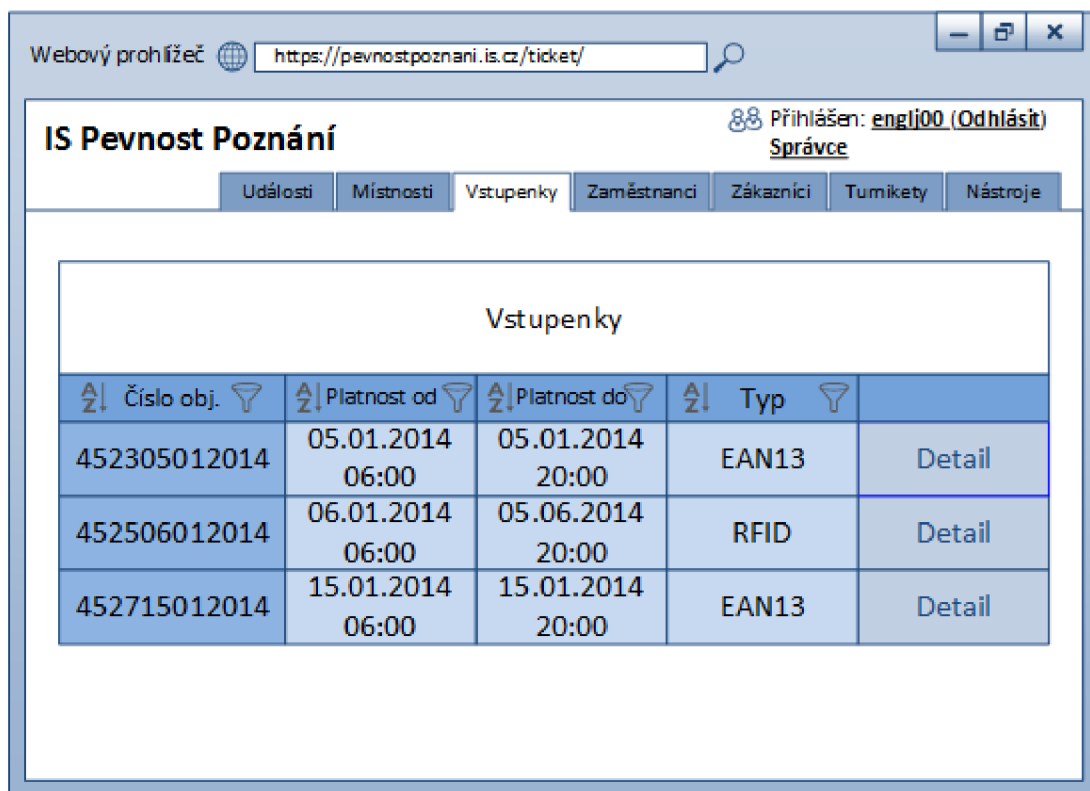 Webový prohlížeč https://pevnostpoznani.is.cz/ticket/
IS Pevnost Poznání
Přihlášen: englj00 (Odhlásit)
Správce
Události Místnosti Vstupenky Zaměstnanci Zákazníci Turnikety Nástroje
Vstupenky
Číslo obj. Platnost od Platnost do Typ
452305012014 05.01.2014 06:00 05.01.2014 20:00 EAN13 Detail
452506012014 06.01.2014 06:00 05.06.2014 20:00 RFID Detail
452715012014 15.01.2014 06:00 15.01.2014 20:00 EAN13 Detail